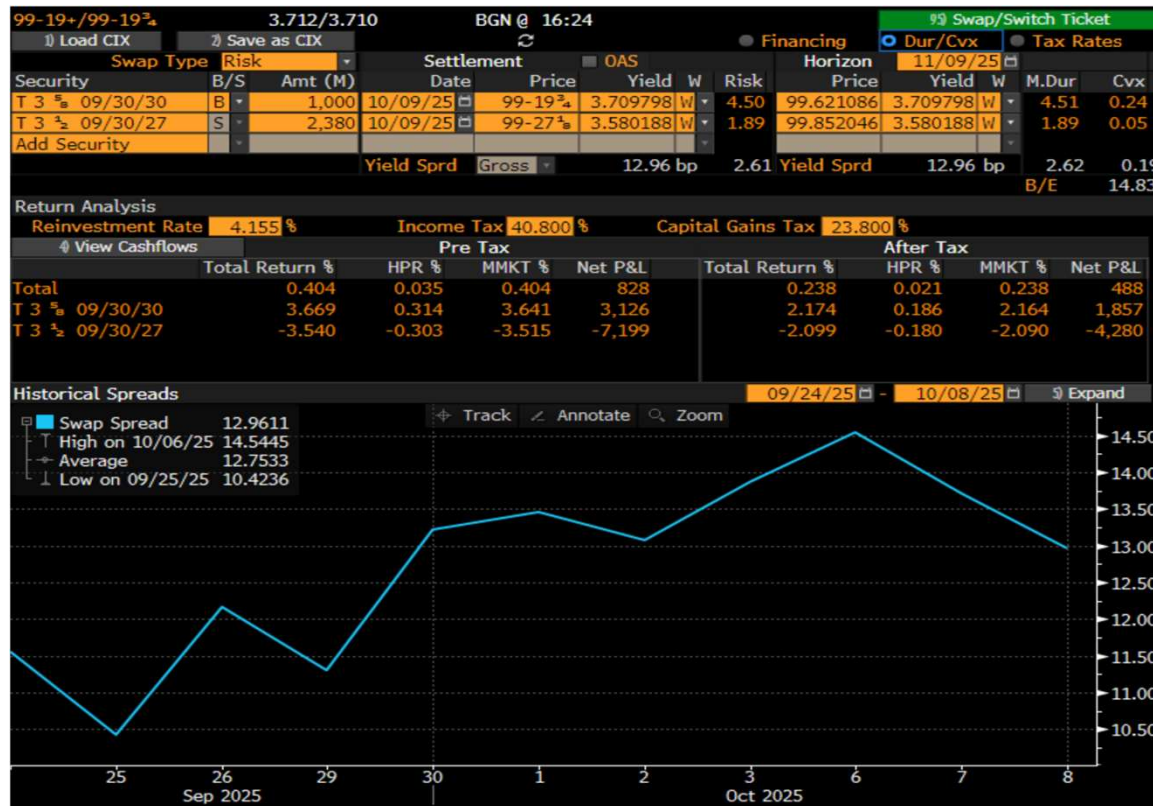 99-19+/99-19¾ 3.712/3.710 BGN @ 16:24 95) Swap/Switch Ticket
1) Load CIX 2) Save as CIX Financing Dur/Cvx Tax Rates
Swap Type Risk Settlement OAS Horizon 11/09/25
Security B/S Amt (M) Date Price Yield W Risk Price Yield W M.Dur Cvx
T 3 ⅝ 09/30/30 B 1,000 10/09/25 99-19¾ 3.709798 W 4.50 99.621086 3.709798 W 4.51 0.24
T 3 ½ 09/30/27 S 2,380 10/09/25 99-27⅛ 3.580188 W 1.89 99.852046 3.580188 W 1.89 0.05
Add Security
Yield Sprd Gross 12.96 bp 2.61 Yield Sprd 12.96 bp 2.62 0.19
B/E 14.83
Return Analysis
Reinvestment Rate 4.155 % Income Tax 40.800 % Capital Gains Tax 23.800 %
4) View Cashflows Pre Tax After Tax
Total Return % HPR % MMKT % Net P&L Total Return % HPR % MMKT % Net P&L
Total 0.404 0.035 0.404 828 0.238 0.021 0.238 488
T 3 ⅝ 09/30/30 3.669 0.314 3.641 3,126 2.174 0.186 2.164 1,857
T 3 ½ 09/30/27 -3.540 -0.303 -3.515 -7,199 -2.099 -0.180 -2.090 -4,280
Historical Spreads 09/24/25 - 10/08/25 5) Expand
Track Annotate Zoom
Swap Spread 12.9611
High on 10/06/25 14.5445
Average 12.7533
Low on 09/25/25 10.4236
14.50
14.00
13.50
13.00
12.50
12.00
11.50
11.00
10.50
25 26 29 30 1 2 3 6 7 8
Sep 2025 Oct 2025